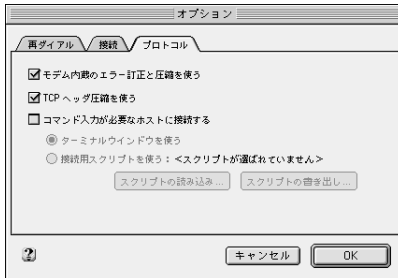 オプション
再ダイアル 接続 プロトコル
モデム内蔵のエラー訂正と圧縮を使う
TCP ヘッダ圧縮を使う
コマンド入力が必要なホストに接続する
ターミナルウインドウを使う
接続用スクリプトを使う：<スクリプトが選ばれていません>
スクリプトの読み込み... スクリプトの書き出し...
? キャンセル OK